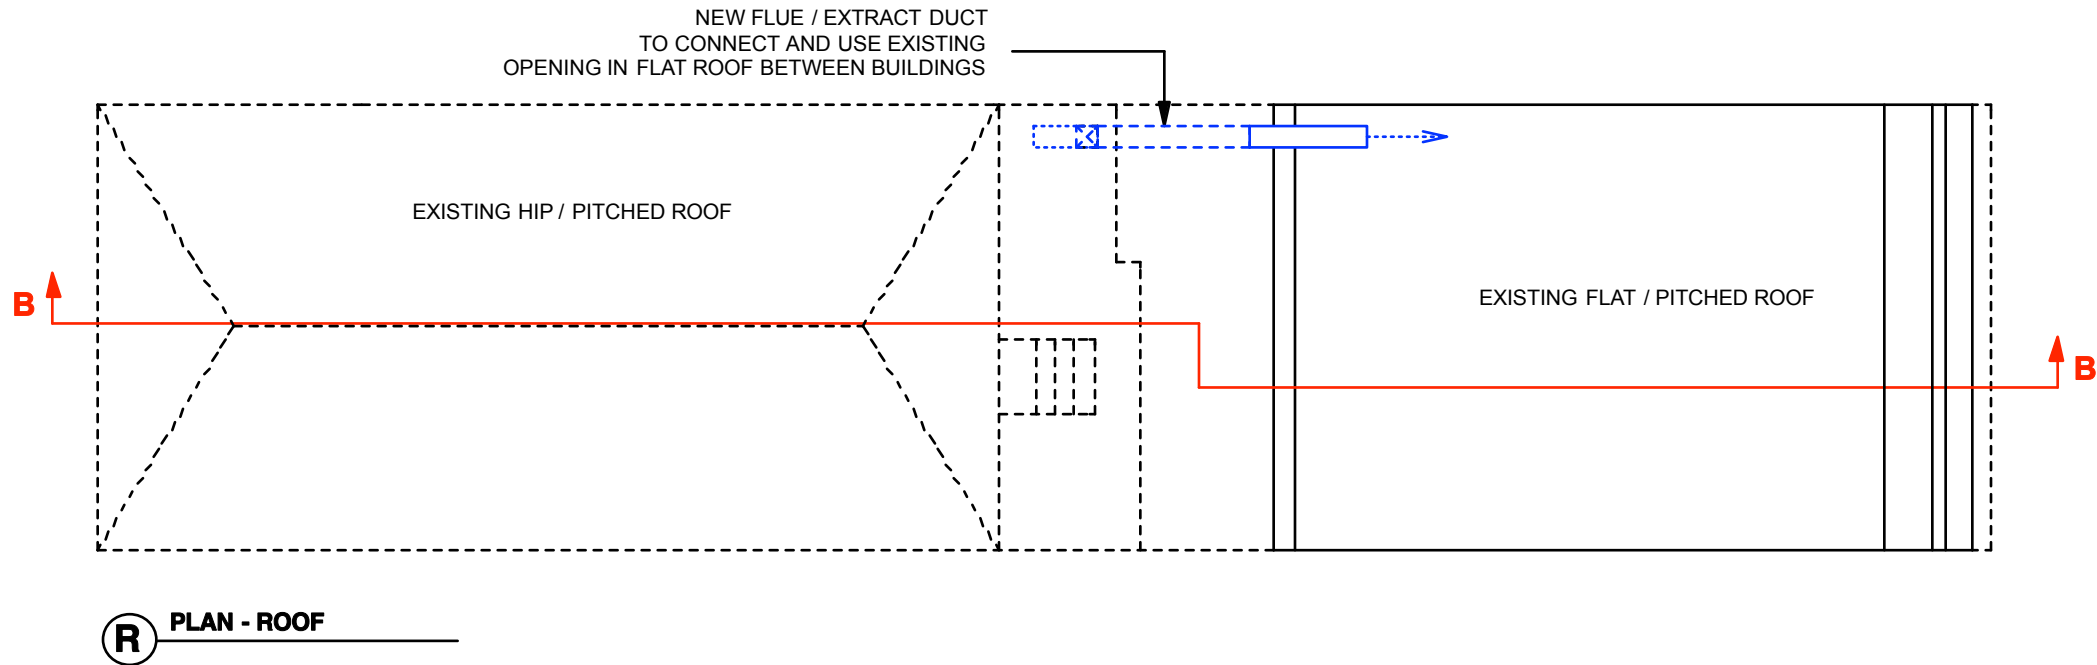 NEW FLUE / EXTRACT DUCT
TO CONNECT AND USE EXISTING
OPENING IN FLAT ROOF BETWEEN BUILDINGS
EXISTING HIP / PITCHED ROOF
EXISTING FLAT / PITCHED ROOF
B
B
R
PLAN - ROOF